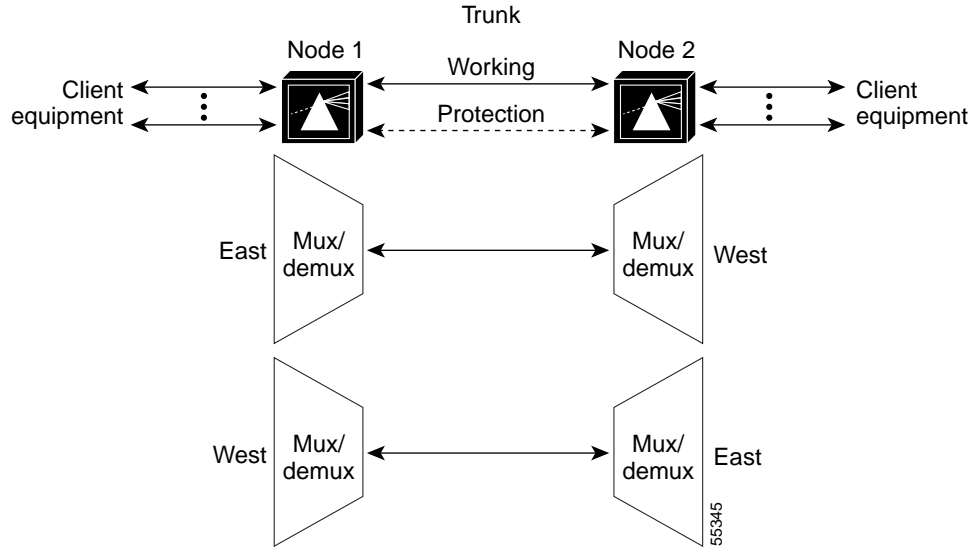 Trunk
Node 1
Node 2
Working
Client
equipment
Protection
Client
equipment
East
Mux/
demux
Mux/
demux
West
West
Mux/
demux
Mux/
demux
East
55345